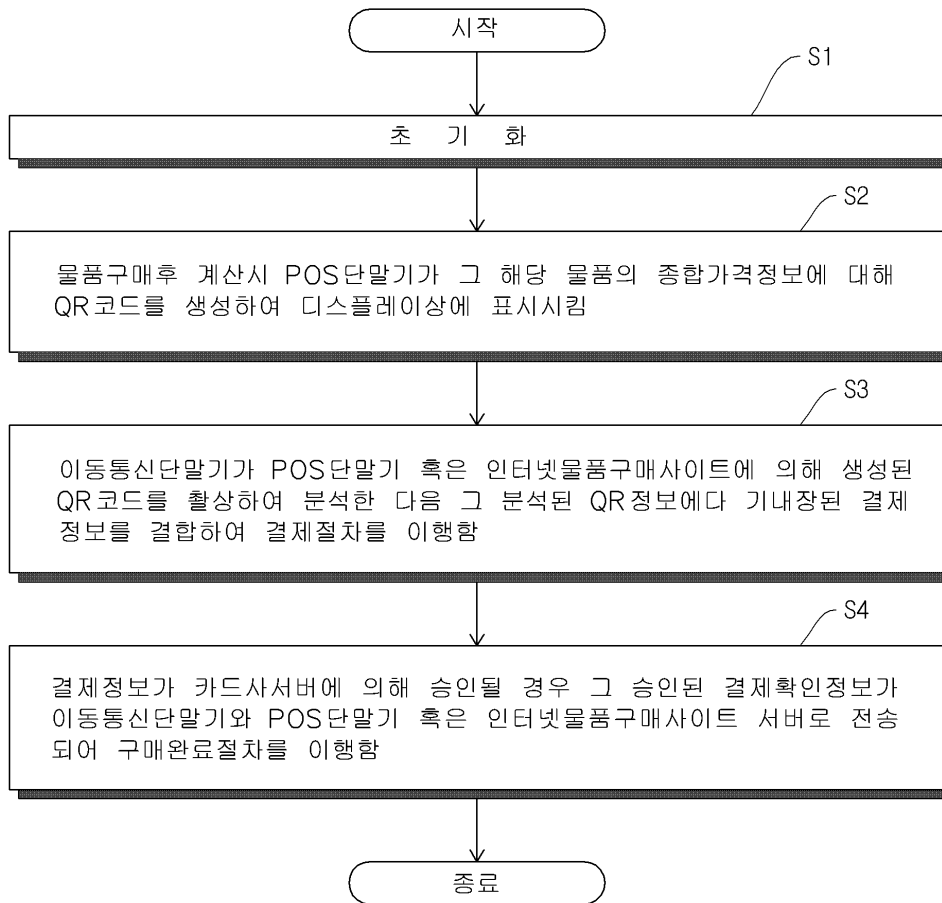 시작
S1
초 기 화
S2
물품구매후 계산시 POS단말기가 그 해당 물품의 종합가격정보에 대해
QR코드를 생성하여 디스플레이상에 표시시킴
S3
이동통신단말기가 POS단말기 혹은 인터넷물품구매사이트에 의해 생성된
QR코드를 촬상하여 분석한 다음 그 분석된 QR정보에다 기내장된 결제
정보를 결합하여 결제절차를 이행함
S4
결제정보가 카드사서버에 의해 승인될 경우 그 승인된 결제확인정보가
이동통신단말기와 POS단말기 혹은 인터넷물품구매사이트 서버로 전송
되어 구매완료절차를 이행함
종료